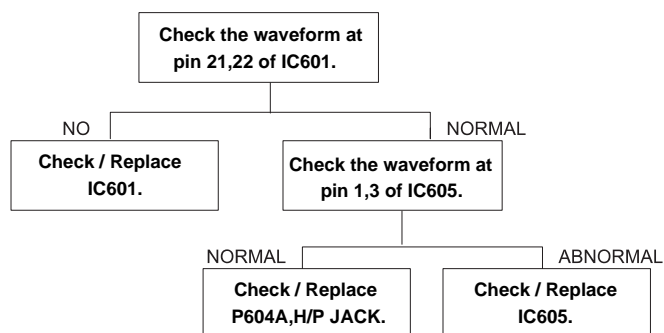 Check the waveform at
pin 21,22 of IC601.
NO
NORMAL
Check / Replace
IC601.
Check the waveform at
pin 1,3 of IC605.
NORMAL
ABNORMAL
Check / Replace
P604A,H/P JACK.
Check / Replace
IC605.